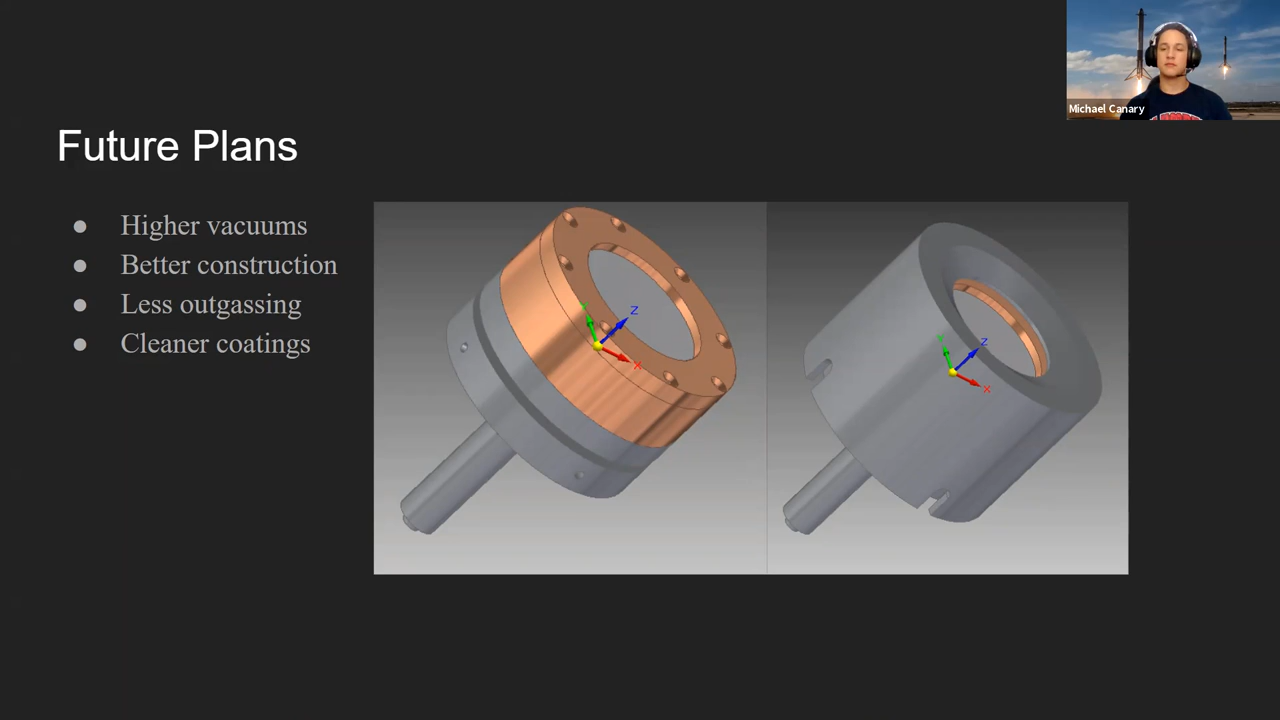 Michael Canary
Future Plans
● Higher vacuums
● Better construction
● Less outgassing
● Cleaner coatings
Y
Z
X
Y
Z
X